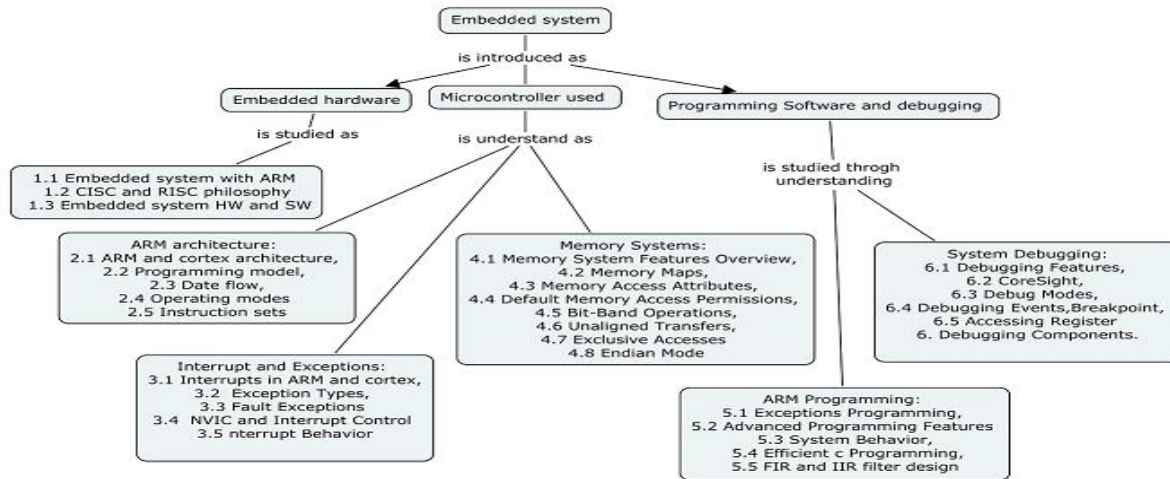 Embedded system
is introduced as
Embedded hardware
Microcontroller used
Programming Software and debugging
is studied as
is understand as
is studied throgh
understanding
1.1 Embedded system with ARM
1.2 CISC and RISC philosophy
1.3 Embedded system HW and SW
ARM architecture:
2.1 ARM and cortex architecture,
2.2 Programming model,
2.3 Date flow,
2.4 Operating modes
2.5 Instruction sets
Memory Systems:
4.1 Memory System Features Overview,
4.2 Memory Maps,
4.3 Memory Access Attributes,
4.4 Default Memory Access Permissions,
4.5 Bit-Band Operations,
4.6 Unaligned Transfers,
4.7 Exclusive Accesses
4.8 Endian Mode
System Debugging:
6.1 Debugging Features,
6.2 CoreSight,
6.3 Debug Modes,
6.4 Debugging Events,Breakpoint,
6.5 Accessing Register
6. Debugging Components.
Interrupt and Exceptions:
3.1 Interrupts in ARM and cortex,
3.2 Exception Types,
3.3 Fault Exceptions
3.4 NVIC and Interrupt Control
3.5 nterrupt Behavior
ARM Programming:
5.1 Exceptions Programming,
5.2 Advanced Programming Features
5.3 System Behavior,
5.4 Efficient c Programming,
5.5 FIR and IIR filter design